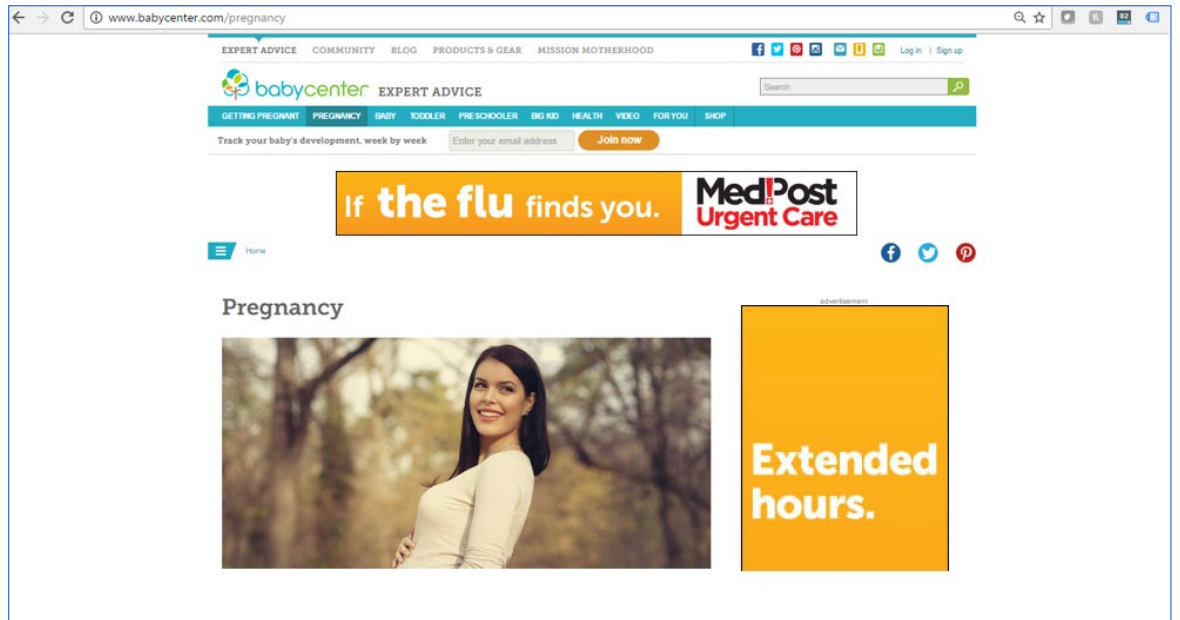 www.babycenter.com/pregnancy
82
EXPERT ADVICE COMMUNITY BLOG PRODUCTS & GEAR MISSION MOTHERHOOD Log in | Sign up
babycenter EXPERT ADVICE
Search
GETTING PREGNANT PREGNANCY BABY TODDLER PRESCHOOLER BIG KID HEALTH VIDEO FOR YOU SHOP
Track your baby's development, week by week Enter your email address Join now
If the flu finds you. Med!Post
Urgent Care
Home
Pregnancy
advertisement
Extended
hours.